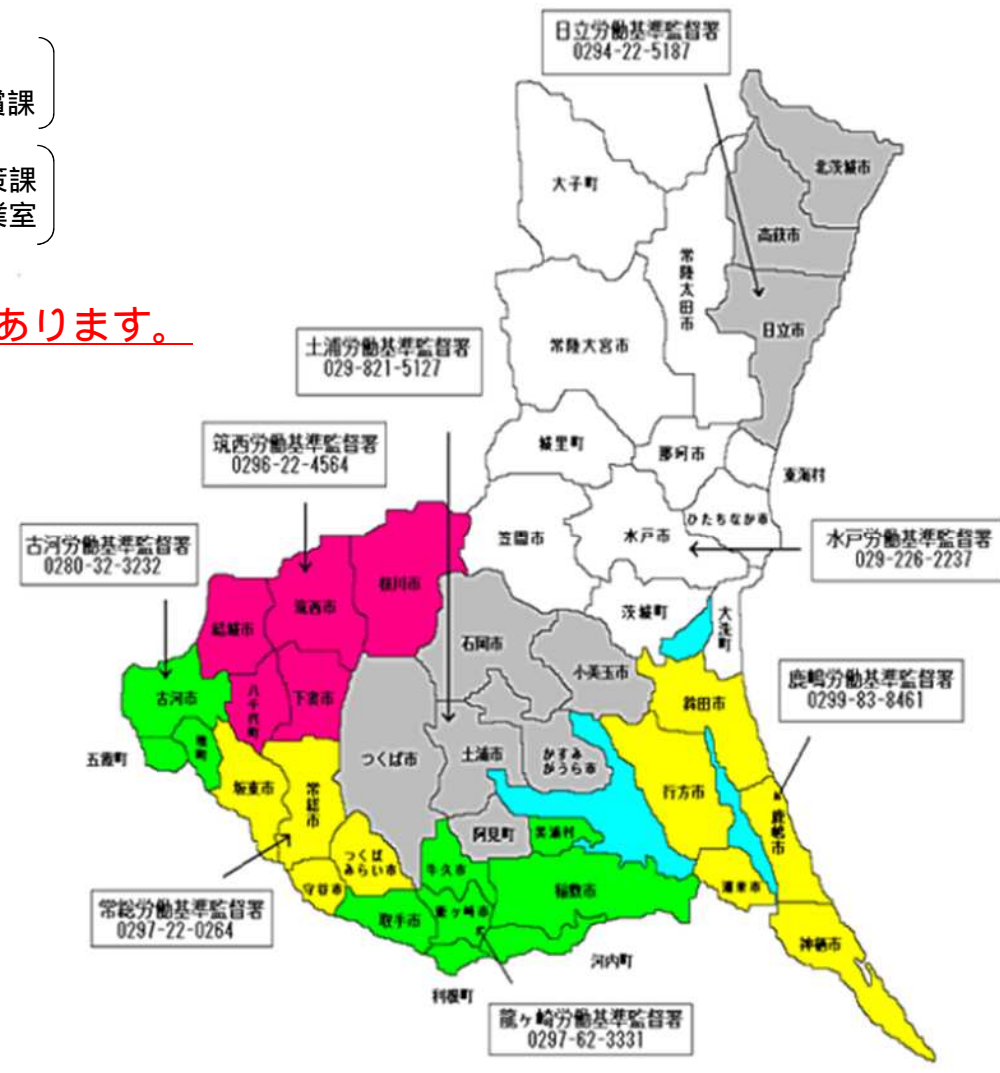 課
課
業室
あります。
日立労働基準監督署
0294-22-5187
北茨城市
大子町
高萩市
常陸太田市
日立市
土浦労働基準監督署
029-821-5127
常陸大宮市
筑西労働基準監督署
0296-22-4564
城里町
那珂市
東海村
ひたちなか市
古河労働基準監督署
0280-32-3232
笠間市
水戸市
水戸労働基準監督署
029-226-2237
桜川市
筑西市
結城市
茨城町
大洗町
石岡市
小美玉市
鹿嶋労働基準監督署
0299-83-8461
古河市
八千代町
下妻市
鉾田市
五霞町
境町
つくば市
土浦市
かすみ
がうら市
坂東市
常総市
行方市
鹿嶋市
阿見町
美浦村
つくば
みらい市
牛久市
守谷市
稲敷市
潮来市
常総労働基準監督署
0297-22-0264
取手市
龍ヶ崎市
町
神栖市
河内町
利根町
龍ヶ崎労働基準監督署
0297-62-3331